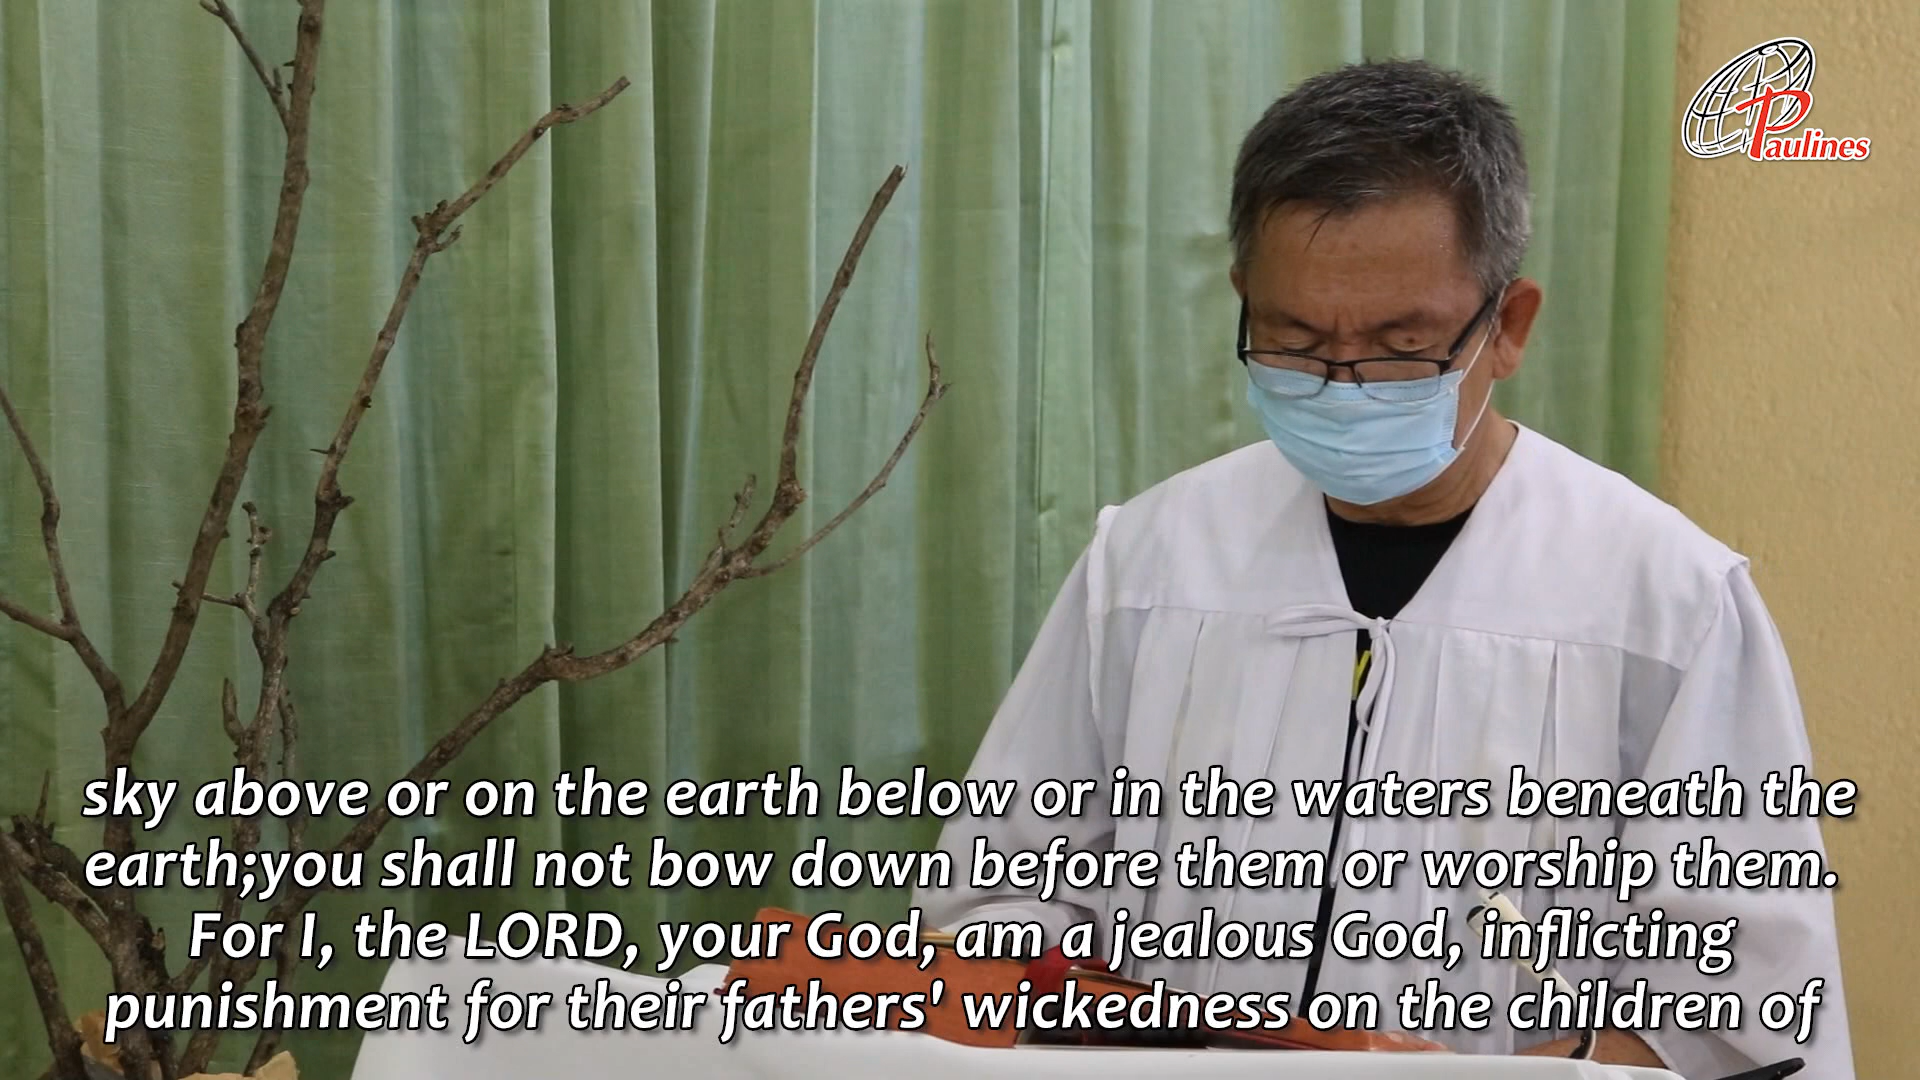 Paulines
sky above or on the earth below or in the waters beneath the
earth;you shall not bow down before them or worship them.
For I, the LORD, your God, am a jealous God, inflicting
punishment for their fathers' wickedness on the children of